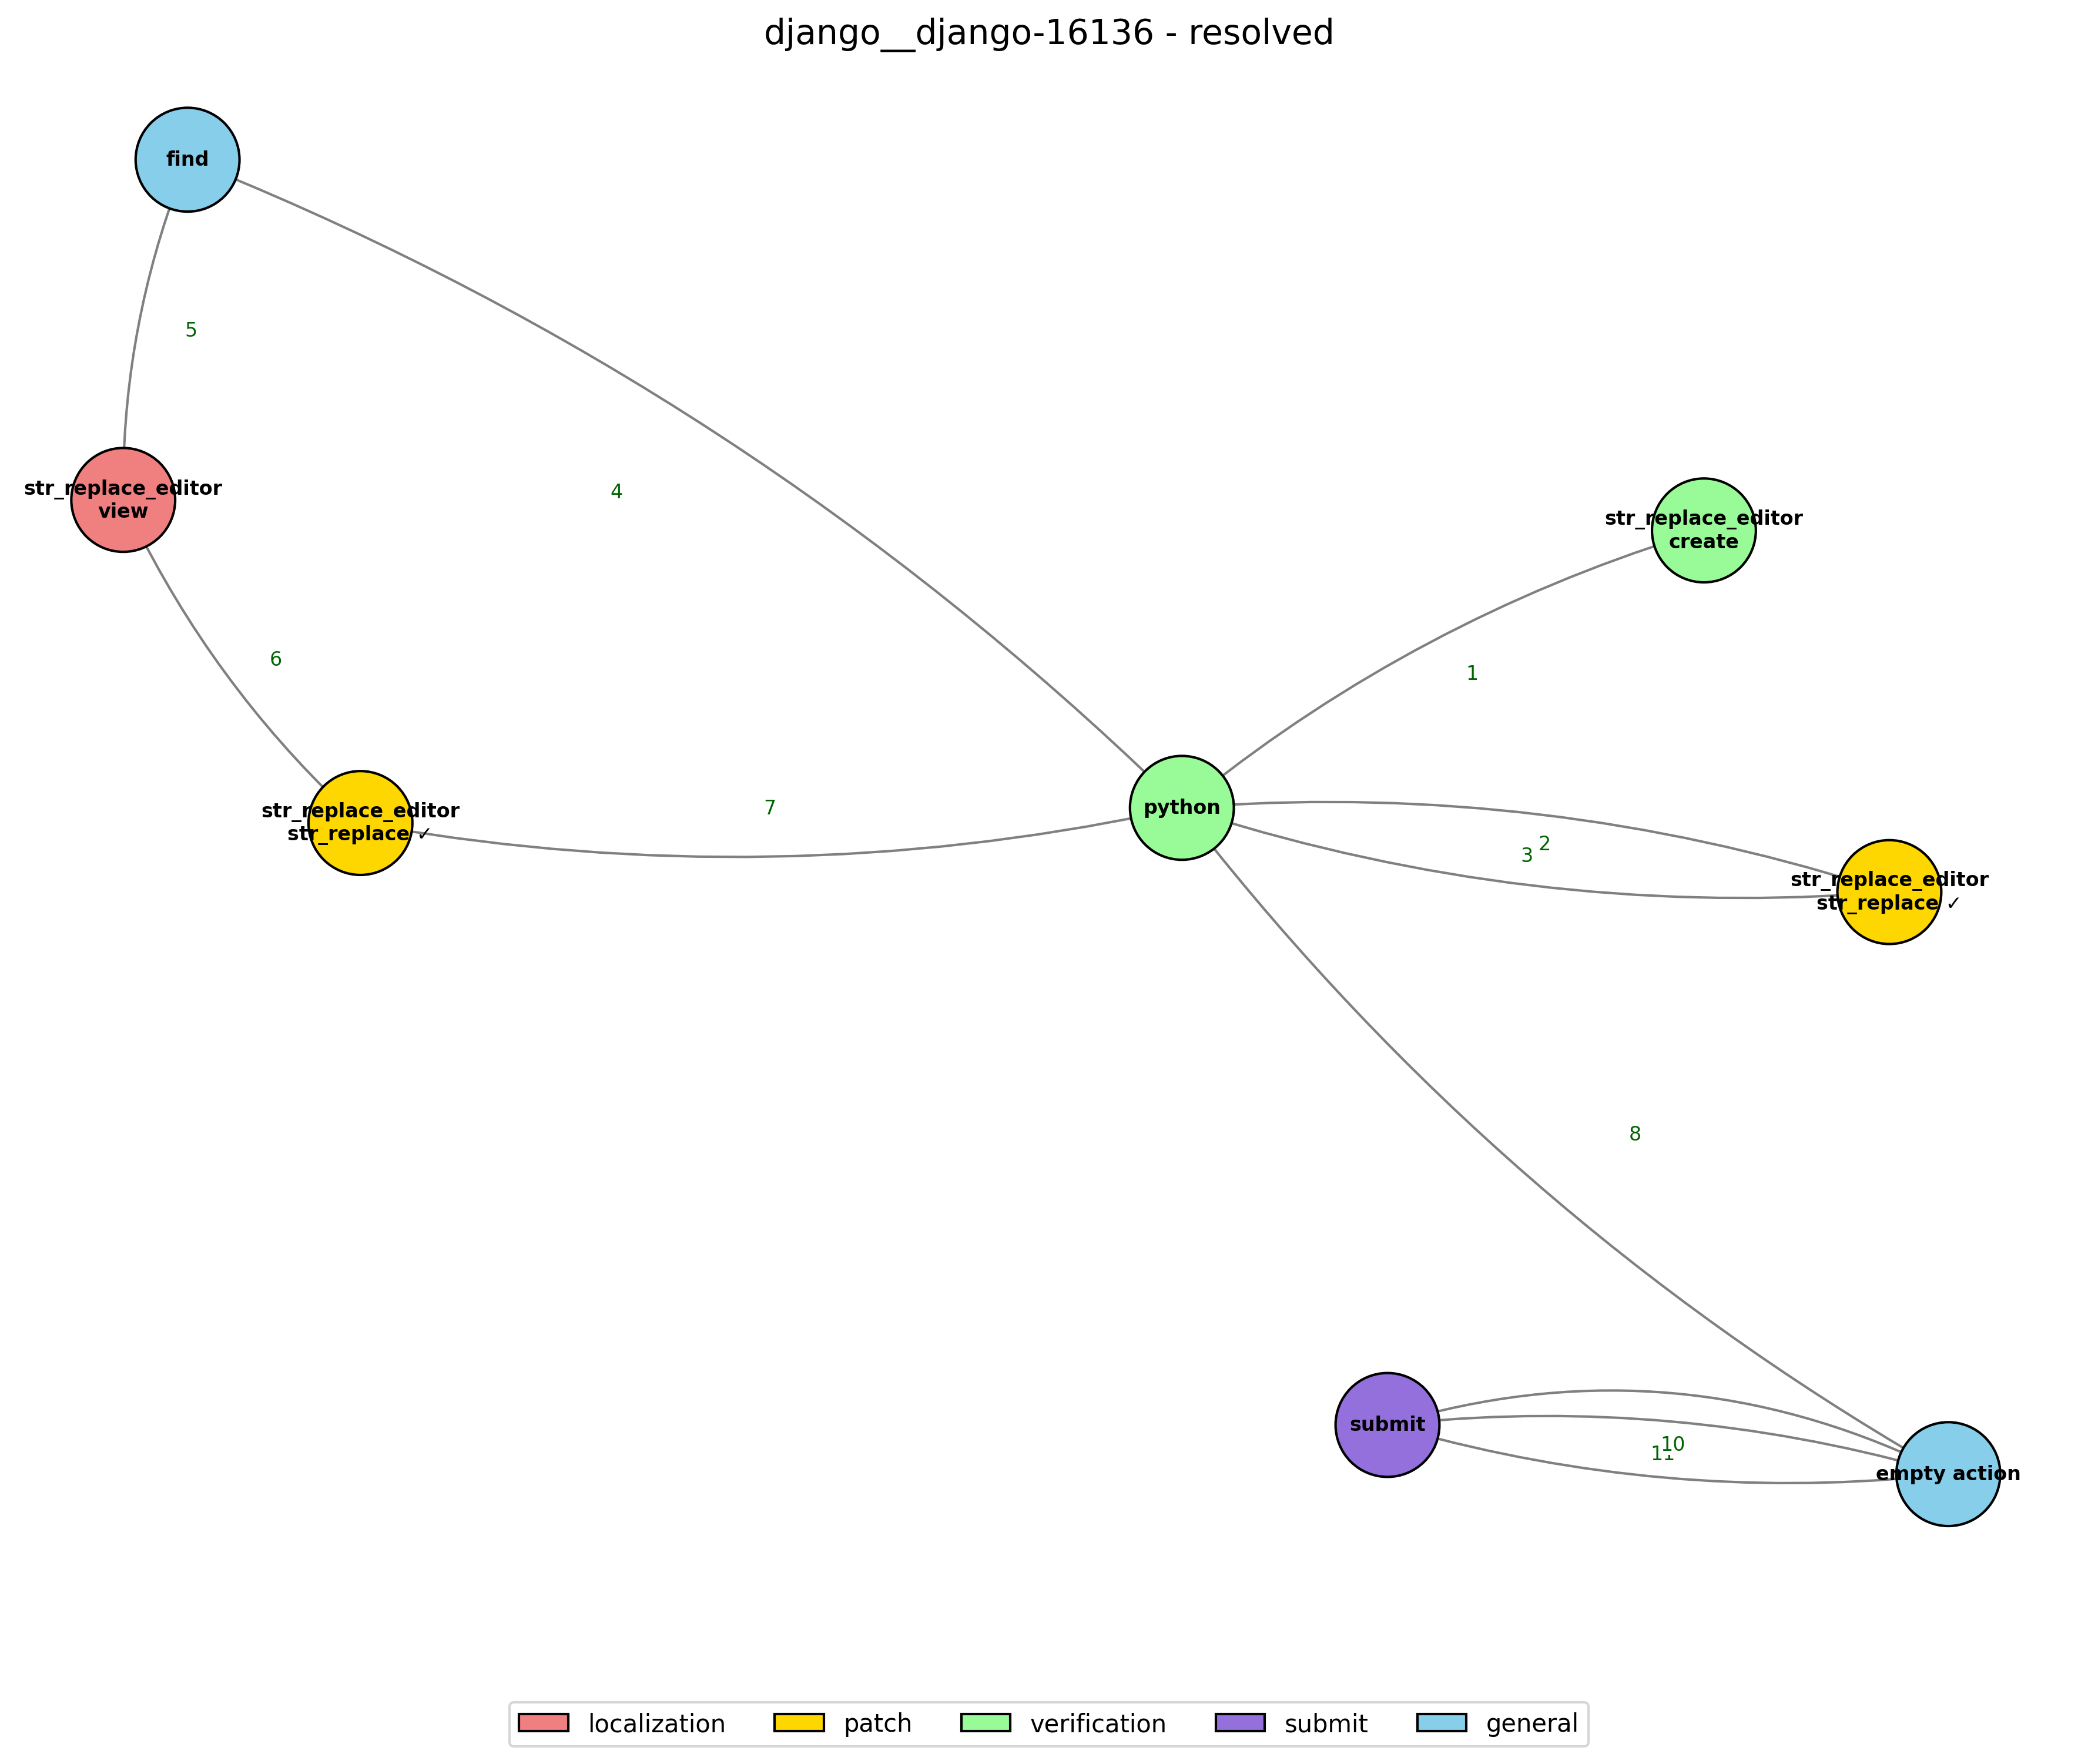 django__django-16136 - resolved
find
5
4
str_replace_editor
view
str_replace_editor
create
6
1
str_replace_editor
str_replace ✓
7
python
2
3
str_replace_editor
str_replace ✓
8
submit
10
11
empty action
localization
patch
verification
submit
general